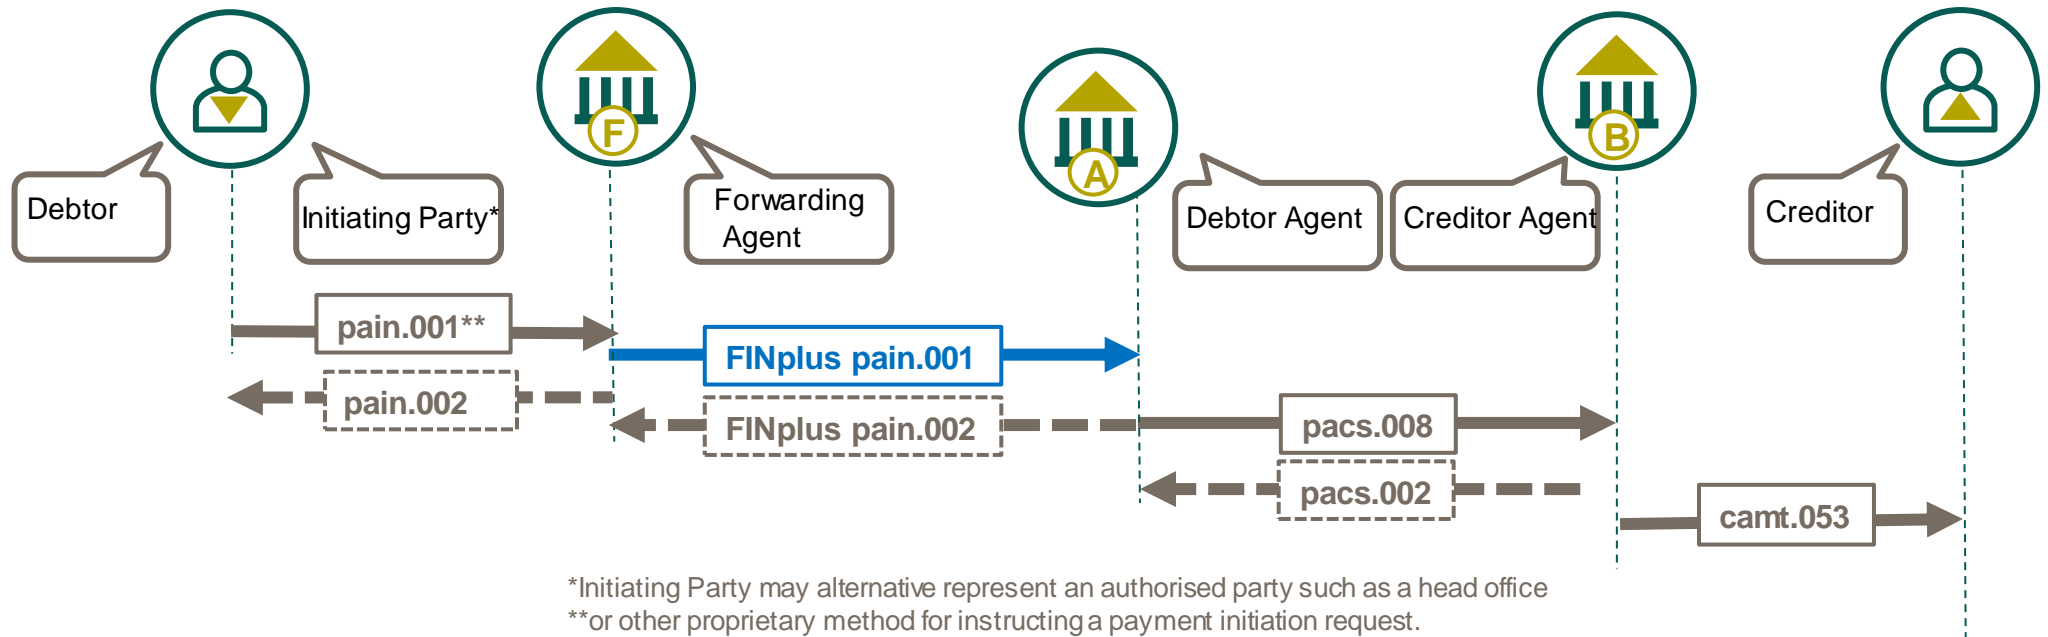 F
A
B
Debtor
Initiating Party*
Forwarding
Agent
Debtor Agent
Creditor Agent
Creditor
pain.001**
FINplus pain.001
pain.002
FINplus pain.002
pacs.008
pacs.002
camt.053
*Initiating Party may alternative represent an authorised party such as a head office
**or other proprietary method for instructing a payment initiation request.